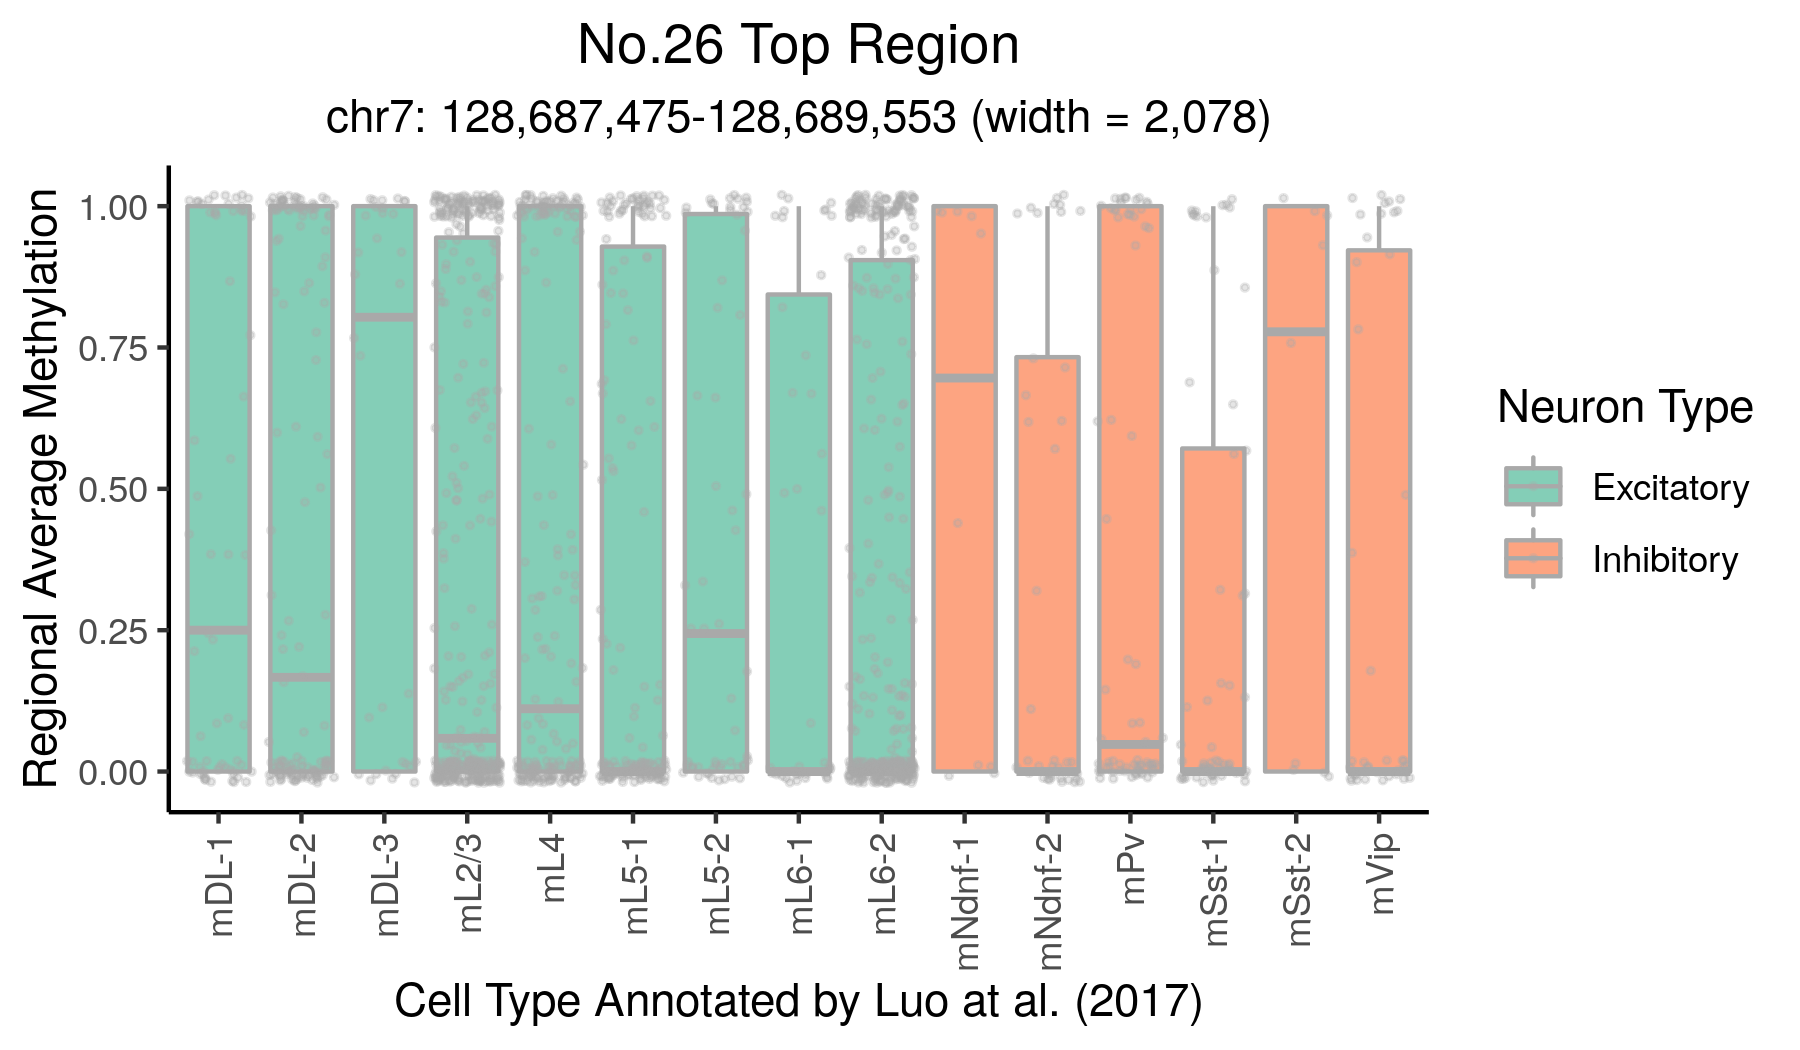 No.26 Top Region
chr7: 128,687,475-128,689,553 (width = 2,078)
Regional Average Methylation
1.00
0.75
0.50
0.25
0.00
mDL-1
mDL-2
mDL-3
mL2/3
mL4
mL5-1
mL5-2
mL6-1
mL6-2
mNdnf-1
mNdnf-2
mPv
mSst-1
mSst-2
mVip
Cell Type Annotated by Luo at al. (2017)
Neuron Type
Excitatory
Inhibitory